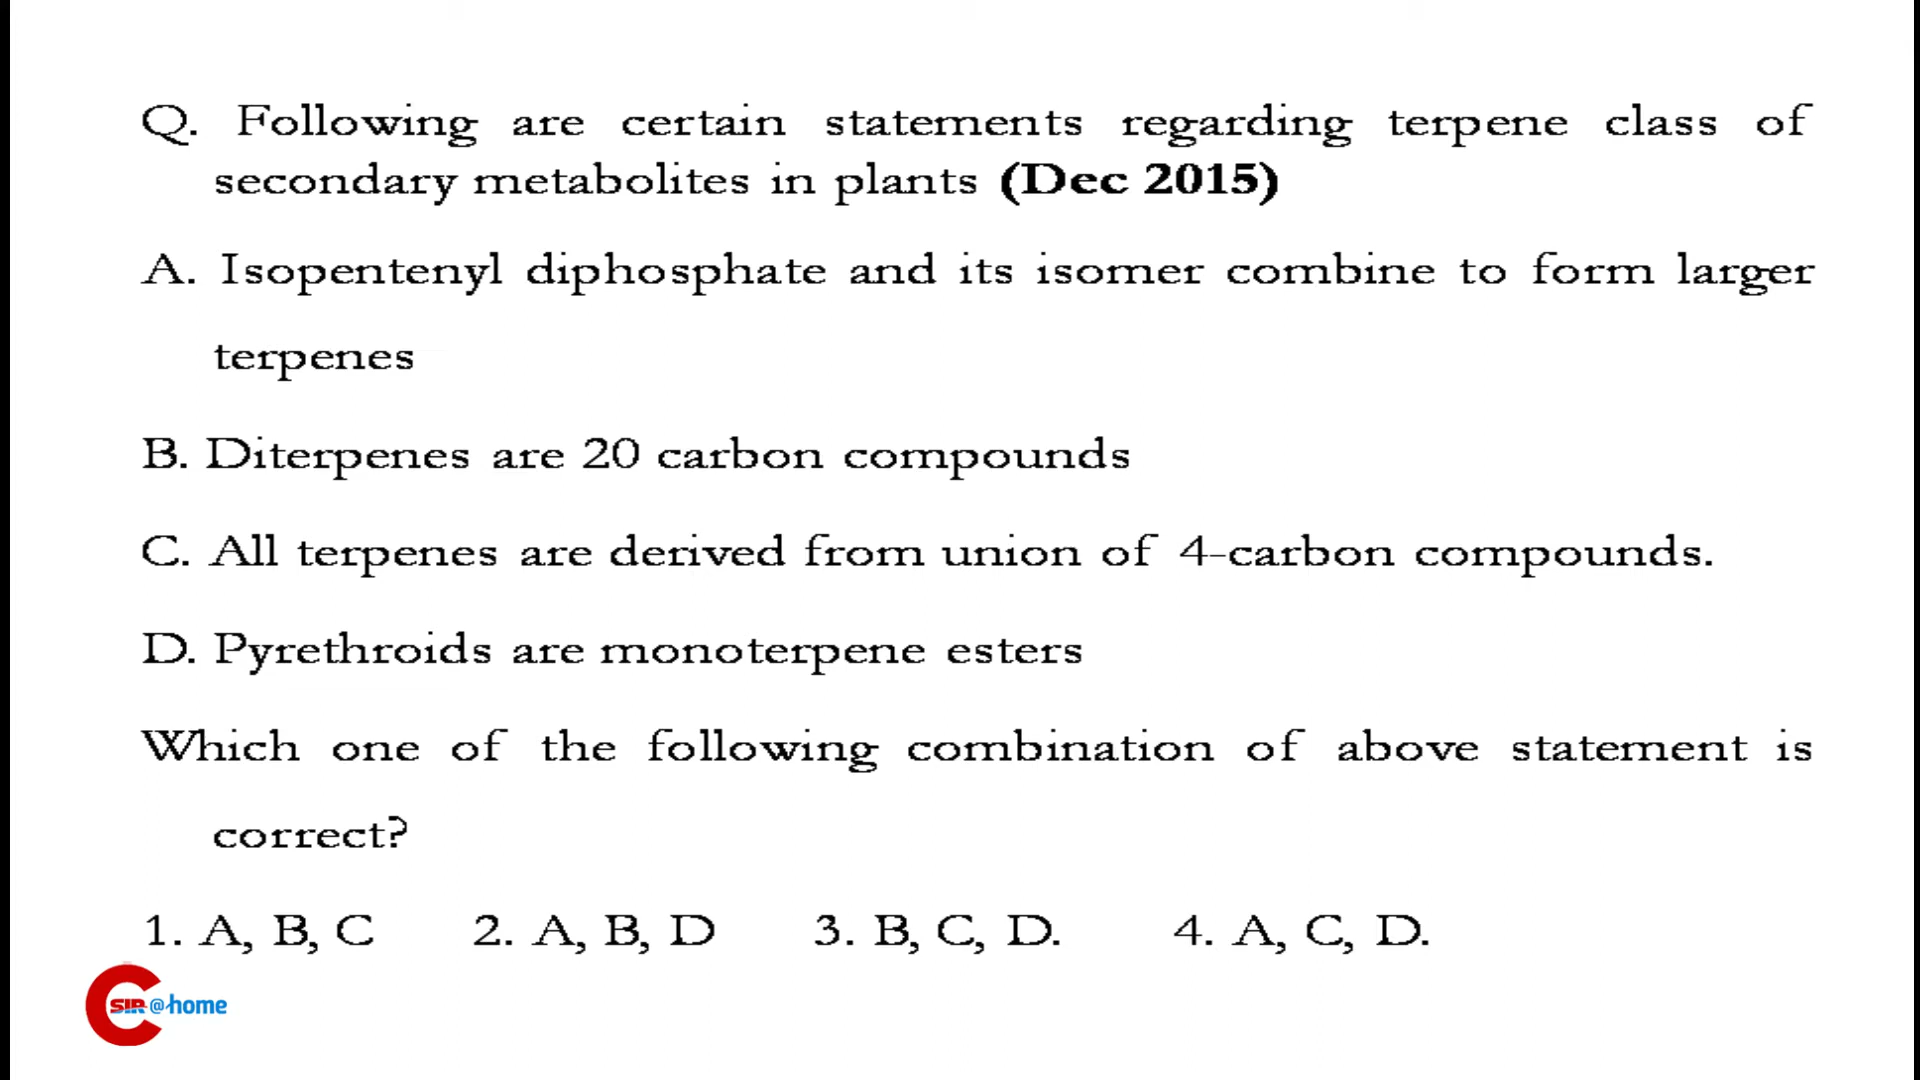 Q. Following are certain statements regarding terpene class of
secondary metabolites in plants (Dec 2015)
A. Isopentenyl diphosphate and its isomer combine to form larger
terpenes
B. Diterpenes are 20 carbon compounds
C. All terpenes are derived from union of 4-carbon compounds.
D. Pyrethroids are monoterpene esters
Which one of the following combination of above statement is
correct?
1. A, B, C 2. A, B, D 3. B, C, D. 4. A, C, D.
CSIR@home